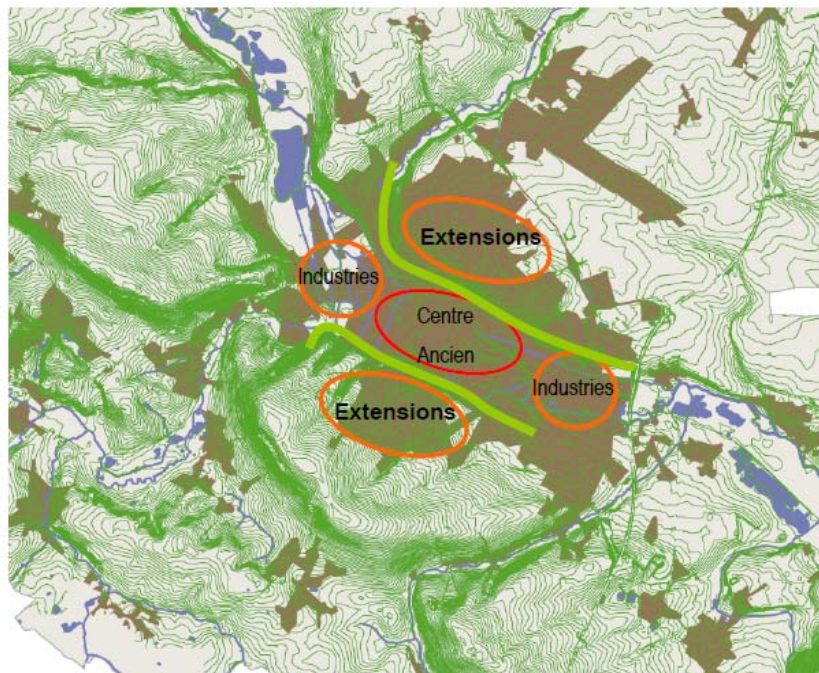 Extensions
Industries
Centre
Ancien
Industries
Extensions